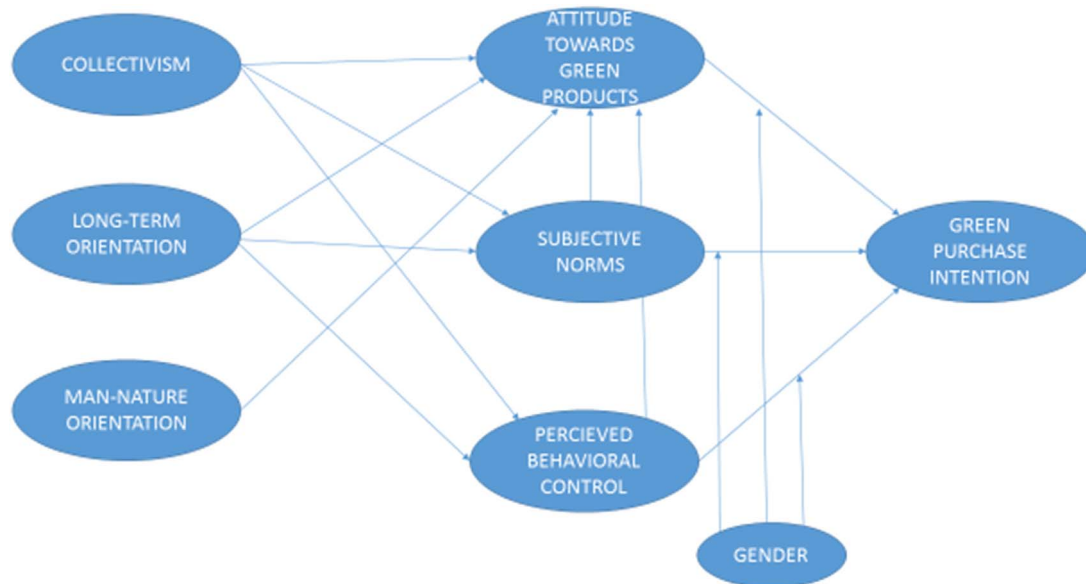 COLLECTIVISM
ATTITUDE
TOWARDS
GREEN
PRODUCTS
LONG-TERM
ORIENTATION
SUBJECTIVE
NORMS
GREEN
PURCHASE
INTENTION
MAN-NATURE
ORIENTATION
PERCIEVED
BEHAVIORAL
CONTROL
GENDER